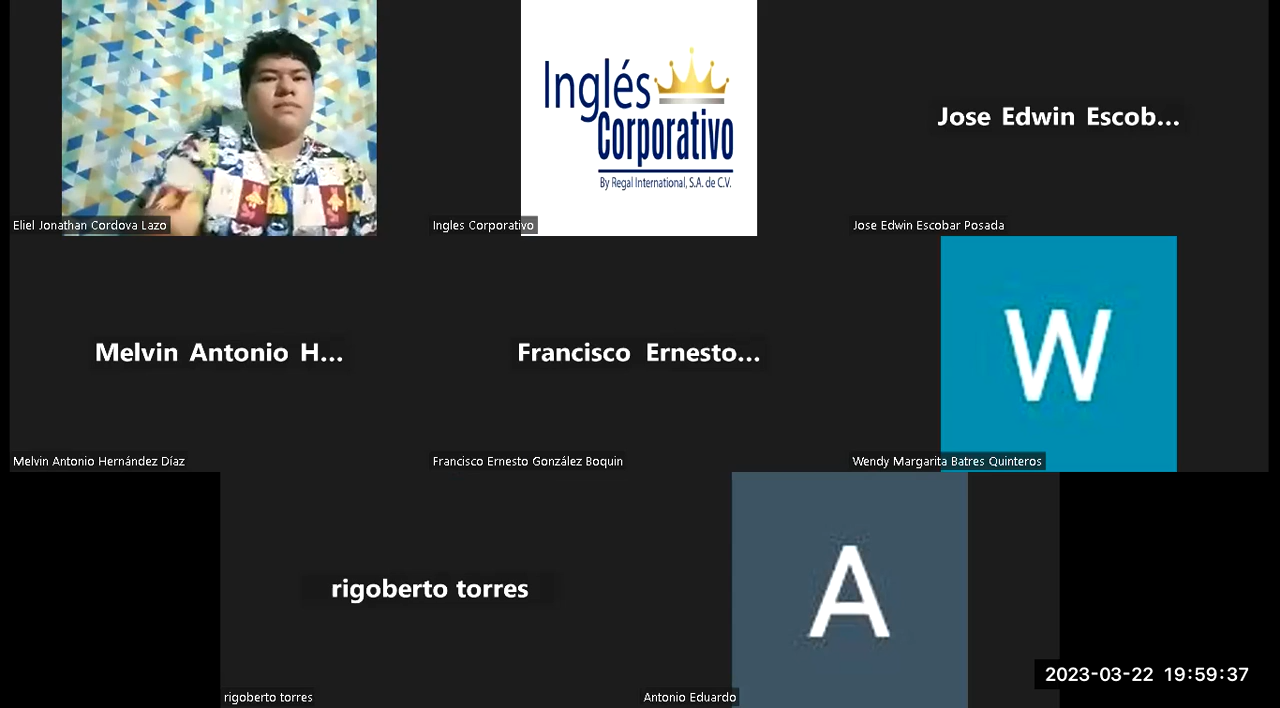 Eliel Jonathan Cordova Lazo
Inglés
Corporativo
By Regal International, S.A. de C.V.
Ingles Corporativo
Jose Edwin Escob...
Jose Edwin Escobar Posada
Melvin Antonio H...
Melvin Antonio Hernández Díaz
Francisco Ernesto...
Francisco Ernesto González Boquin
W
Wendy Margarita Batres Quinteros
rigoberto torres
rigoberto torres
A
Antonio Eduardo
2023-03-22 19:59:37